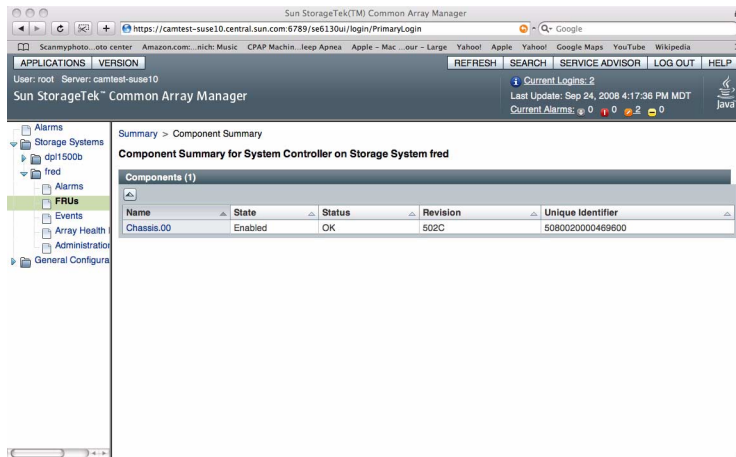 Sun StorageTek(TM) Common Array Manager
https://camtest-suse10.central.sun.com:6789/se6130ui/login/PrimaryLogin
Google
Scanmyphoto...oto center Amazon.com:...nich: Music CPAP Machin...leep Apnea Apple – Mac ...our – Large Yahoo! Apple Yahoo! Google Maps YouTube Wikipedia
APPLICATIONS VERSION REFRESH SEARCH SERVICE ADVISOR LOG OUT HELP
User: root Server: camtest-suse10
Sun StorageTek™ Common Array Manager
Current Logins: 2
Last Update: Sep 24, 2008 4:17:36 PM MDT
Current Alarms: 0 0 2 0
Java
Alarms
Storage Systems
dpl1500b
fred
Alarms
FRUs
Events
Array Health
Administration
General Configura
Summary > Component Summary
Component Summary for System Controller on Storage System fred
Components (1)
Name State Status Revision Unique Identifier
Chassis.00 Enabled OK 502C 5080020000469600